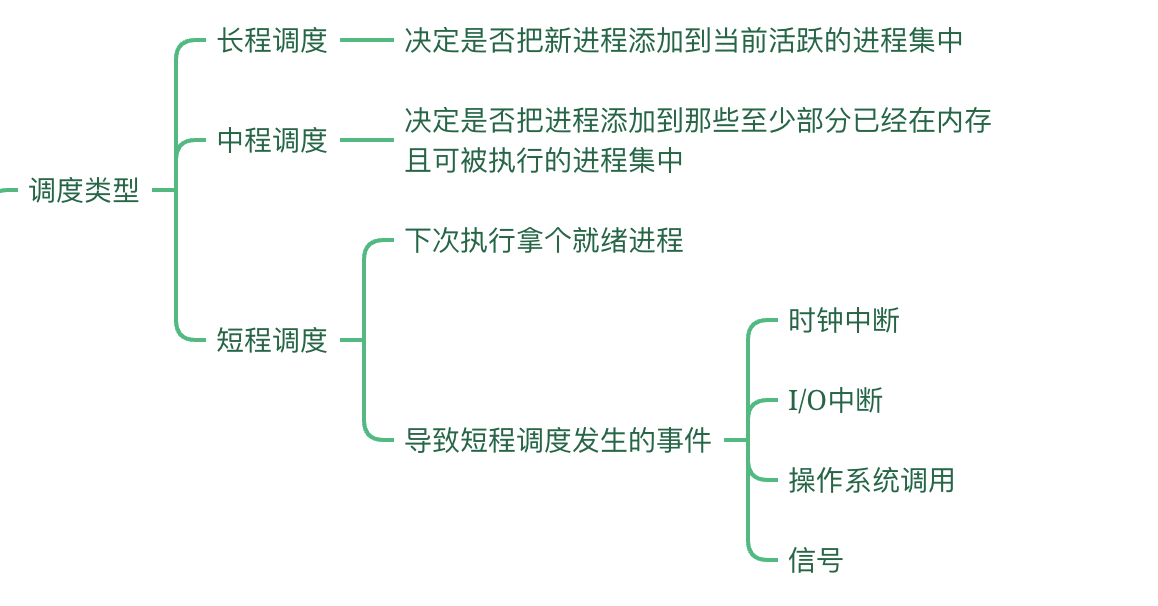 长程调度
决定是否把新进程添加到当前活跃的进程集中
中程调度
决定是否把进程添加到那些至少部分已经在内存
且可被执行的进程集中
调度类型
下次执行拿个就绪进程
短程调度
时钟中断
I/O中断
导致短程调度发生的事件
操作系统调用
信号